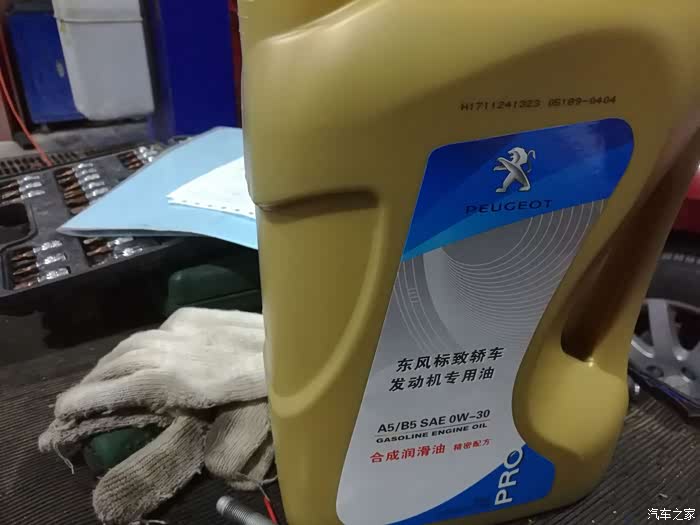 H1711241323 05189-0404
PEUGEOT
东风标致轿车
发动机专用油
A5/B5 SAE 0W-30
GASOLINE ENGINE OIL
合成润滑油 精密配方
PRO
汽车之家